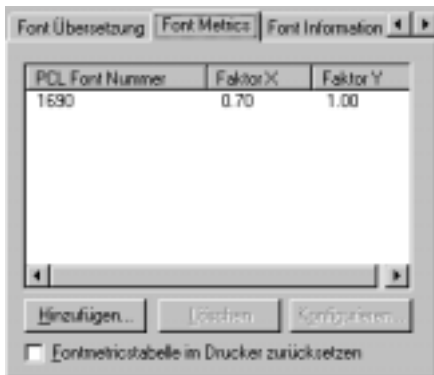 Font Übersetzung Font Metrics Font Information
PCL Font Nummer Faktor X Faktor Y
1690 0.70 1.00
Hinzufügen... Löschen Konfigurieren...
Fontmetricstabelle im Drucker zurücksetzen